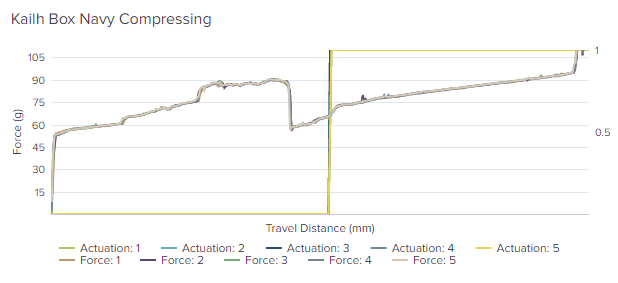 Kailh Box Navy Compressing
105
90
75
60
45
30
15
1
0.5
Force (g)
Travel Distance (mm)
Actuation: 1 Actuation: 2 Actuation: 3 Actuation: 4 Actuation: 5
Force: 1 Force: 2 Force: 3 Force: 4 Force: 5